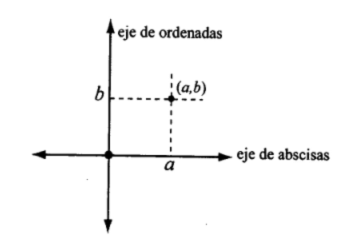 eje de ordenadas
(a,b)
b
eje de abscisas
a